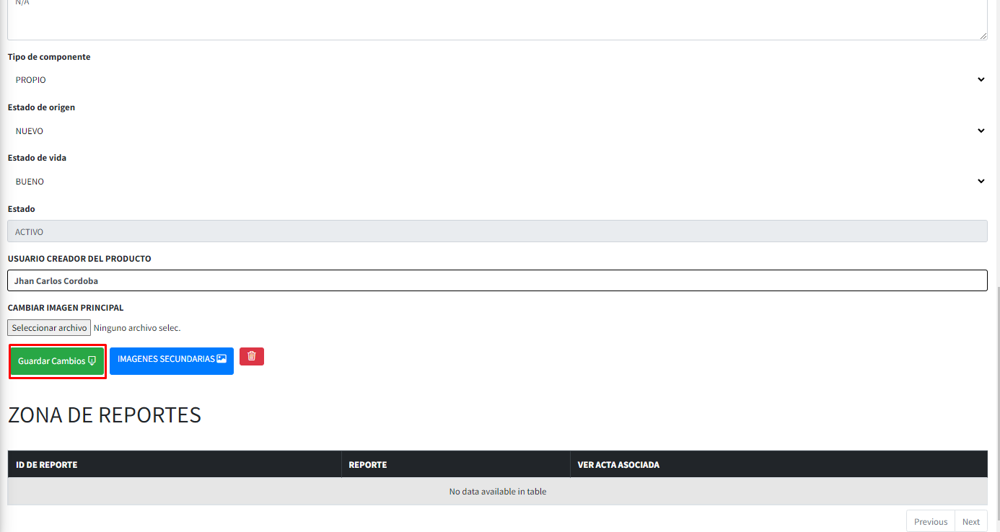 N/A
Tipo de componente
PROPIO
Estado de origen
NUEVO
Estado de vida
BUENO
Estado
ACTIVO
USUARIO CREADOR DEL PRODUCTO
Jhan Carlos Cordoba
CAMBIAR IMAGEN PRINCIPAL
Seleccionar archivo Ninguno archivo selec.
Guardar Cambios IMAGENES SECUNDARIAS
ZONA DE REPORTES
ID DE REPORTE REPORTE VER ACTA ASOCIADA
No data available in table
Previous Next